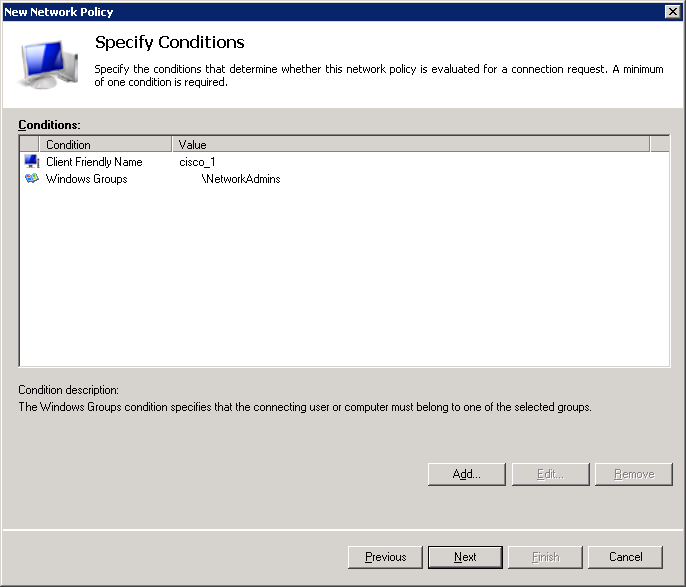 New Network Policy
Specify Conditions
Specify the conditions that determine whether this network policy is evaluated for a connection request. A minimum
of one condition is required.
Conditions:
Condition Value
Client Friendly Name cisco_1
Windows Groups \NetworkAdmins
Condition description:
The Windows Groups condition specifies that the connecting user or computer must belong to one of the selected groups.
Add... Edit... Remove
Previous Next Finish Cancel